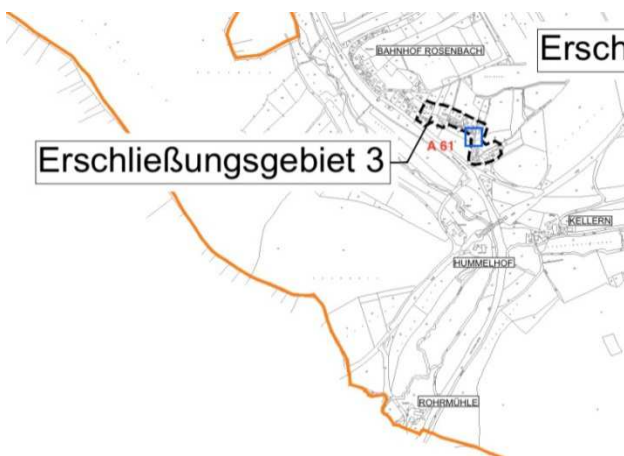 BAHNHOF ROSENBACH
Ersch
A 61
Erschließungsgebiet 3
KELLERN
HUMMELHOF
ROHRMÜHLE